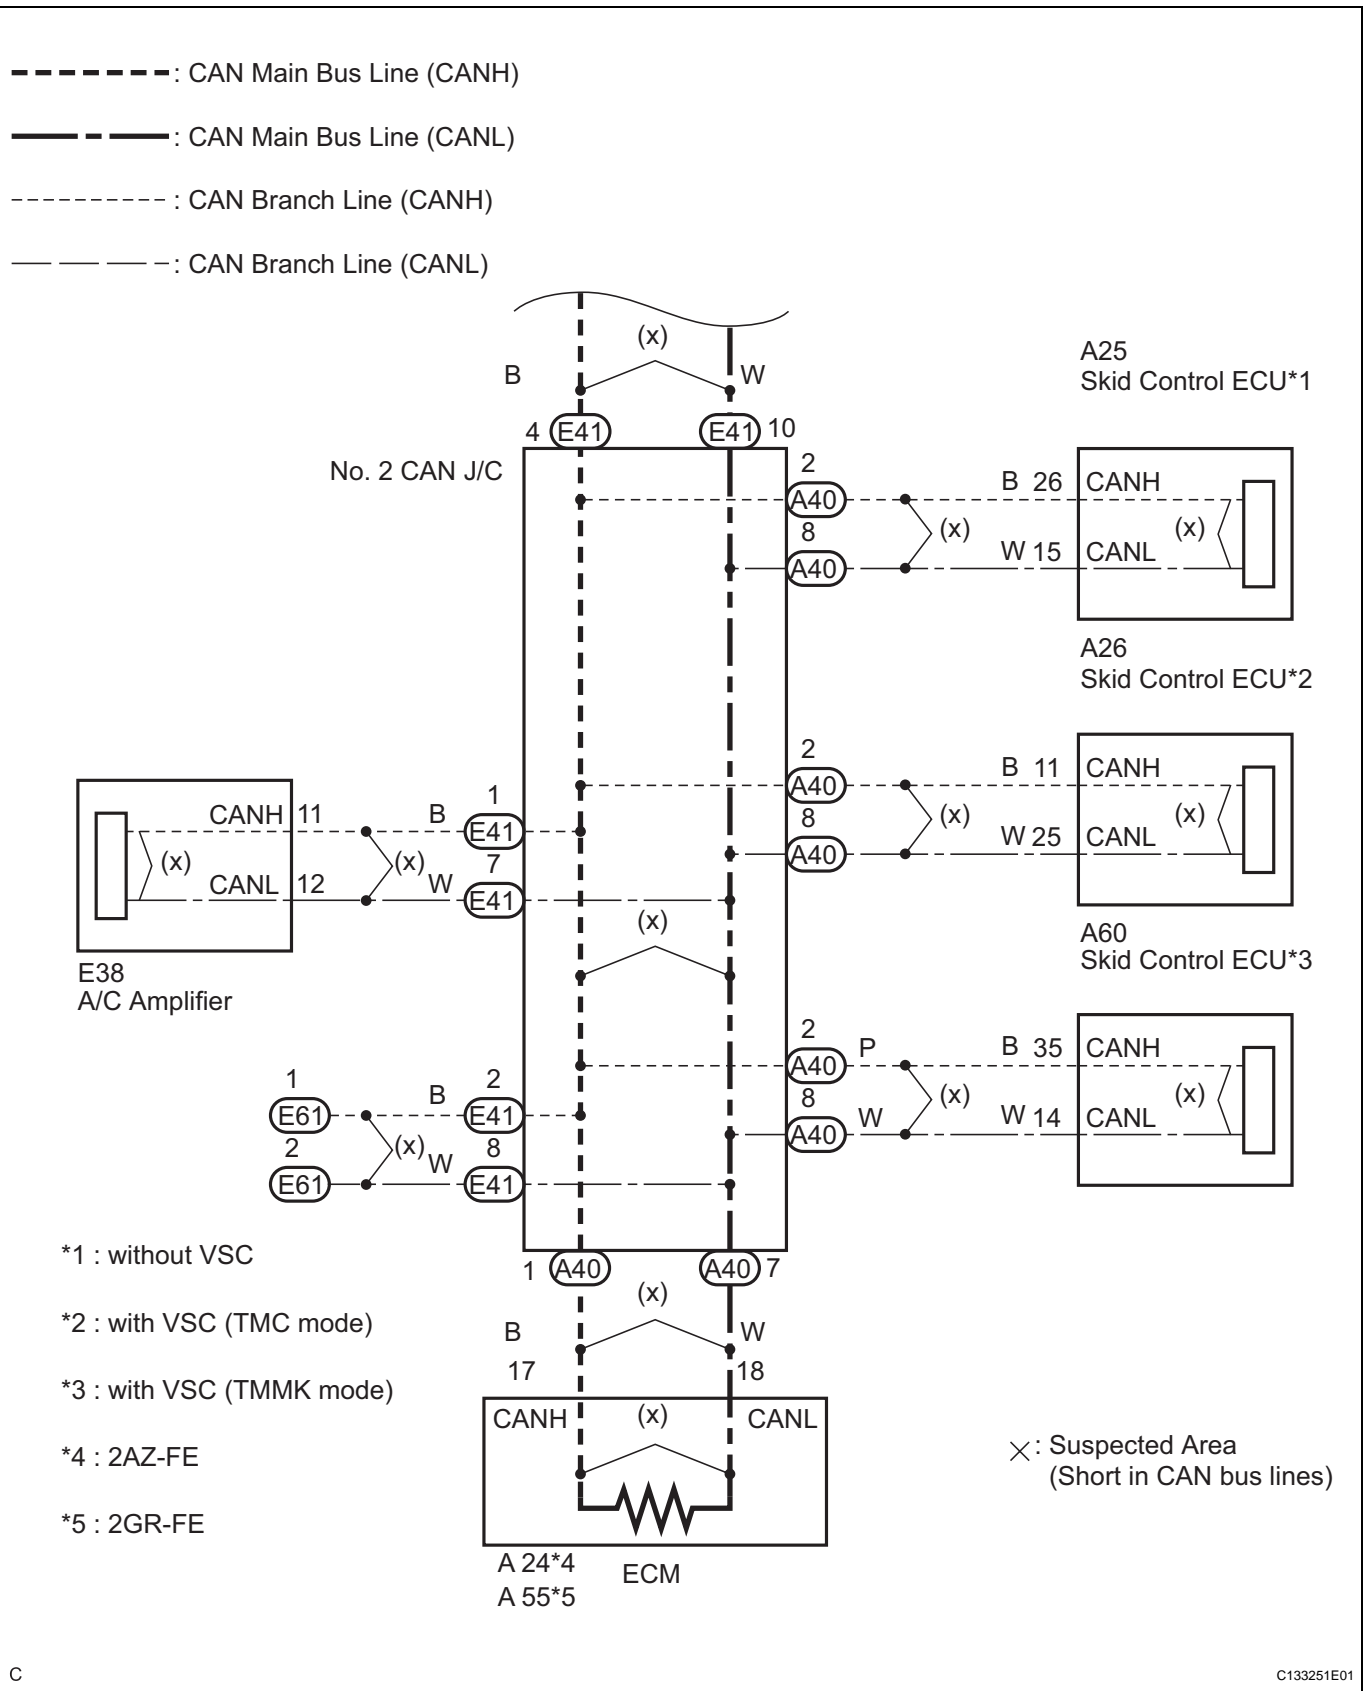 : CAN Main Bus Line (CANH)
: CAN Main Bus Line (CANL)
: CAN Branch Line (CANH)
: CAN Branch Line (CANL)
(x)
B
W
4 E41
E41 10
No. 2 CAN J/C
A25
Skid Control ECU*1
2
A40
B 26 CANH
8
(x)
(x)
A40
W 15 CANL
A26
Skid Control ECU*2
2
A40
B 11 CANH
8
(x)
(x)
A40
W 25 CANL
CANH 11
B
1
E41
(x)
(x)
7
CANL 12
W
E41
E38
A/C Amplifier
(x)
A60
Skid Control ECU*3
2
A40
P
B 35 CANH
8
(x)
(x)
A40
W
W 14 CANL
1
E61
B
2
E41
2
(x)
8
E61
W
E41
1 A40
A40 7
(x)
B
W
17
18
CANH
(x)
CANL
A 24*4
A 55*5
ECM
*1 : without VSC
*2 : with VSC (TMC mode)
*3 : with VSC (TMMK mode)
*4 : 2AZ-FE
*5 : 2GR-FE
: Suspected Area
(Short in CAN bus lines)
C
C133251E01